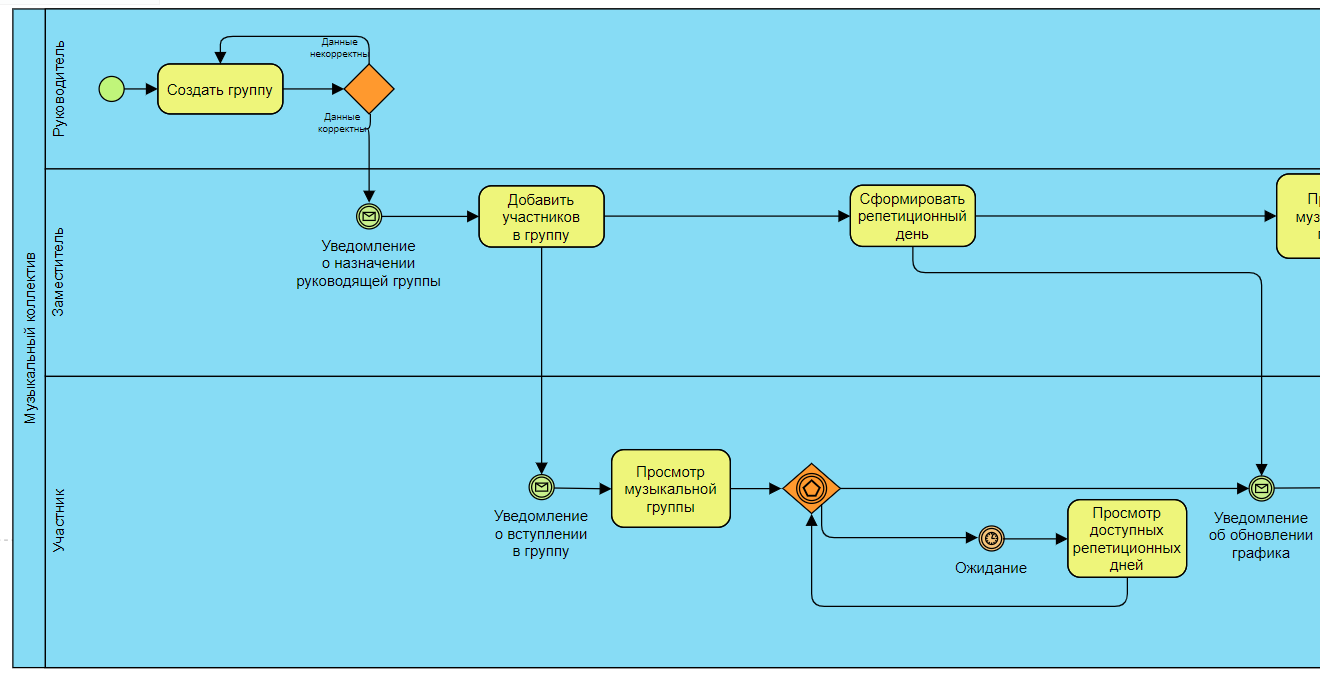 Музыкальный коллектив
Руководитель
Данные
некорректны
Создать группу
Данные
корректны
Заместитель
Уведомление
о назначении
руководящей группы
Добавить
участников
в группу
Сформировать
репетиционный
день
Участник
Уведомление
о вступлении
в группу
Просмотр
музыкальной
группы
Ожидание
Просмотр
доступных
репетиционных
дней
Уведомление
об обновлении
графика